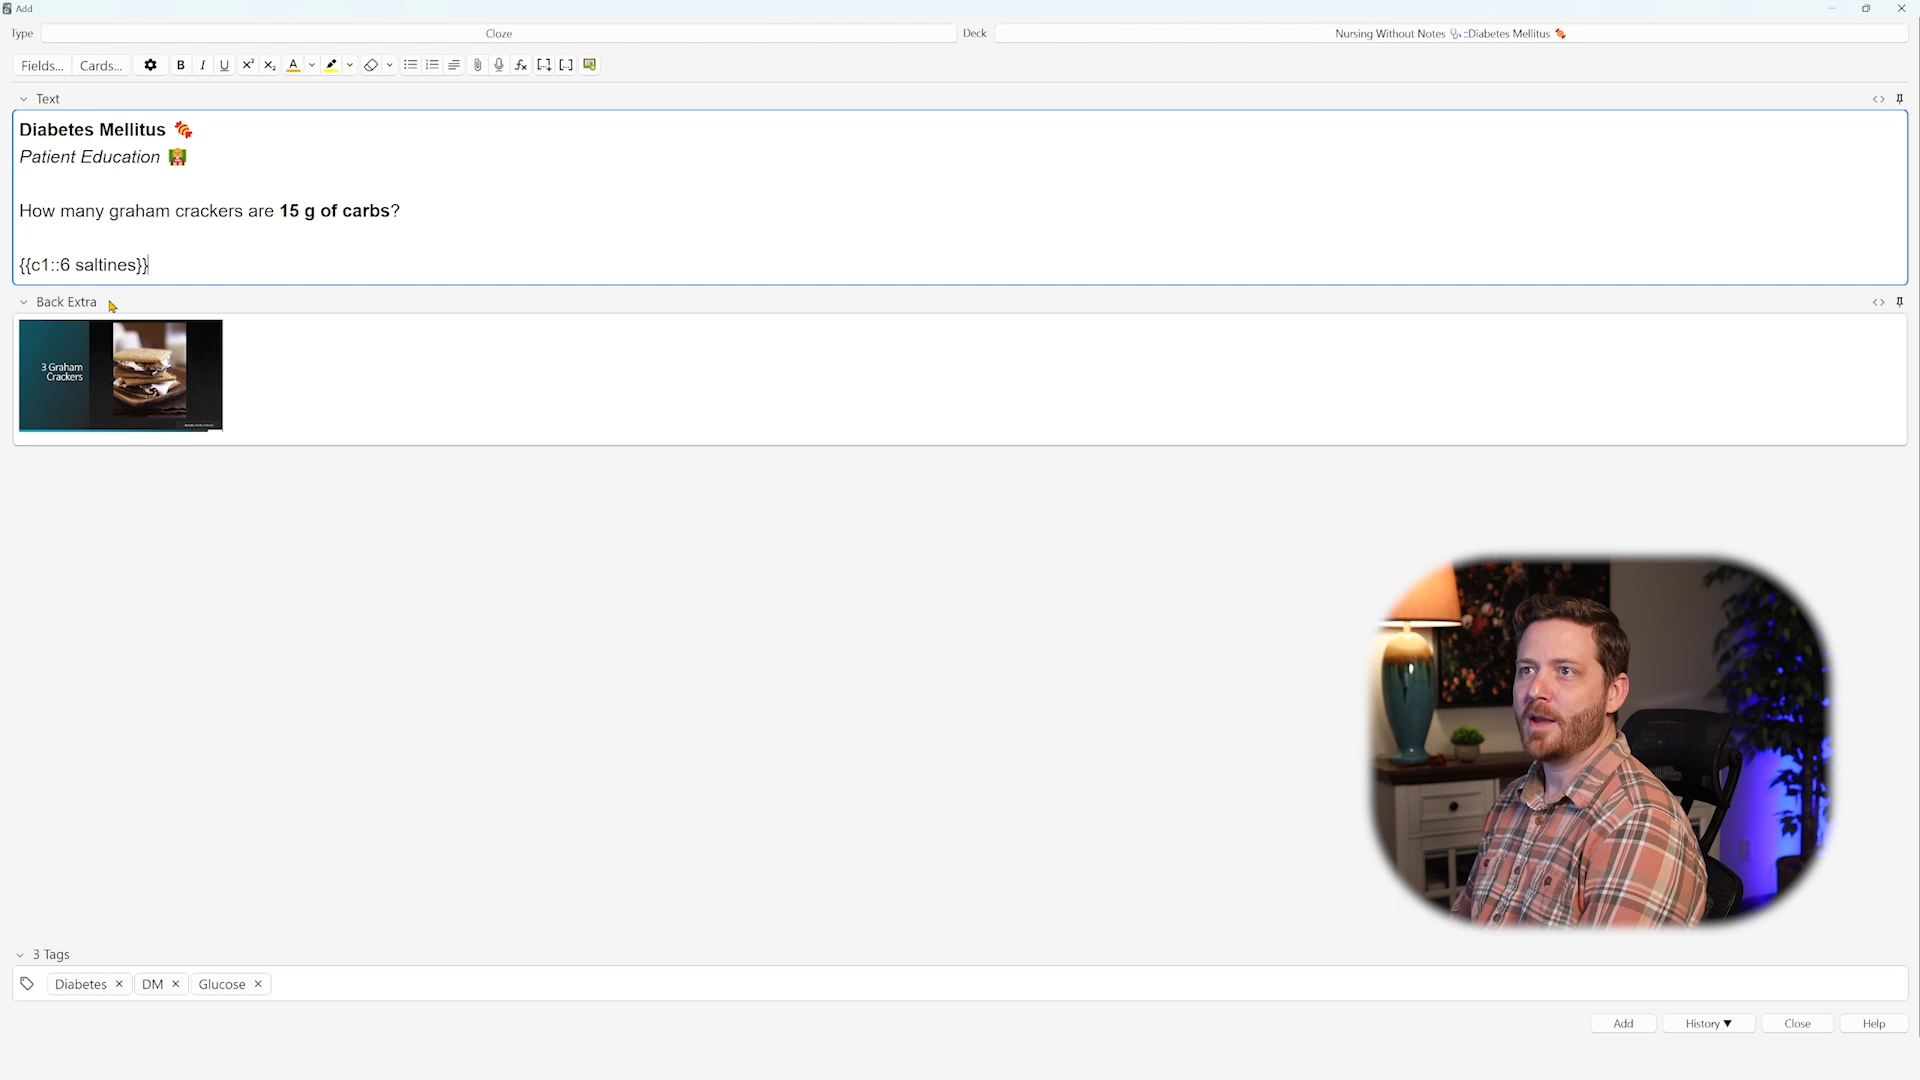 Add
Type
Cloze
Deck
Nursing Without Notes 🩺::Diabetes Mellitus 🍬
Fields...
Cards...
Text
Diabetes Mellitus 🍬
Patient Education 👩‍🏫
How many graham crackers are 15 g of carbs?
{{c1::6 saltines}}
Back Extra
3 Graham
Crackers
3 Tags
Diabetes ×
DM ×
Glucose ×
Add
History ▼
Close
Help